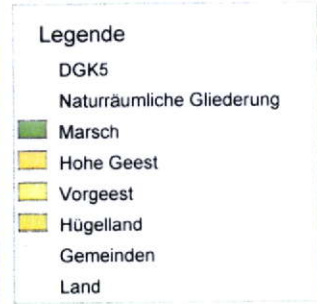 Legende
DGK5
Naturräumliche Gliederung
Marsch
Hohe Geest
Vorgeest
Hügelland
Gemeinden
Land